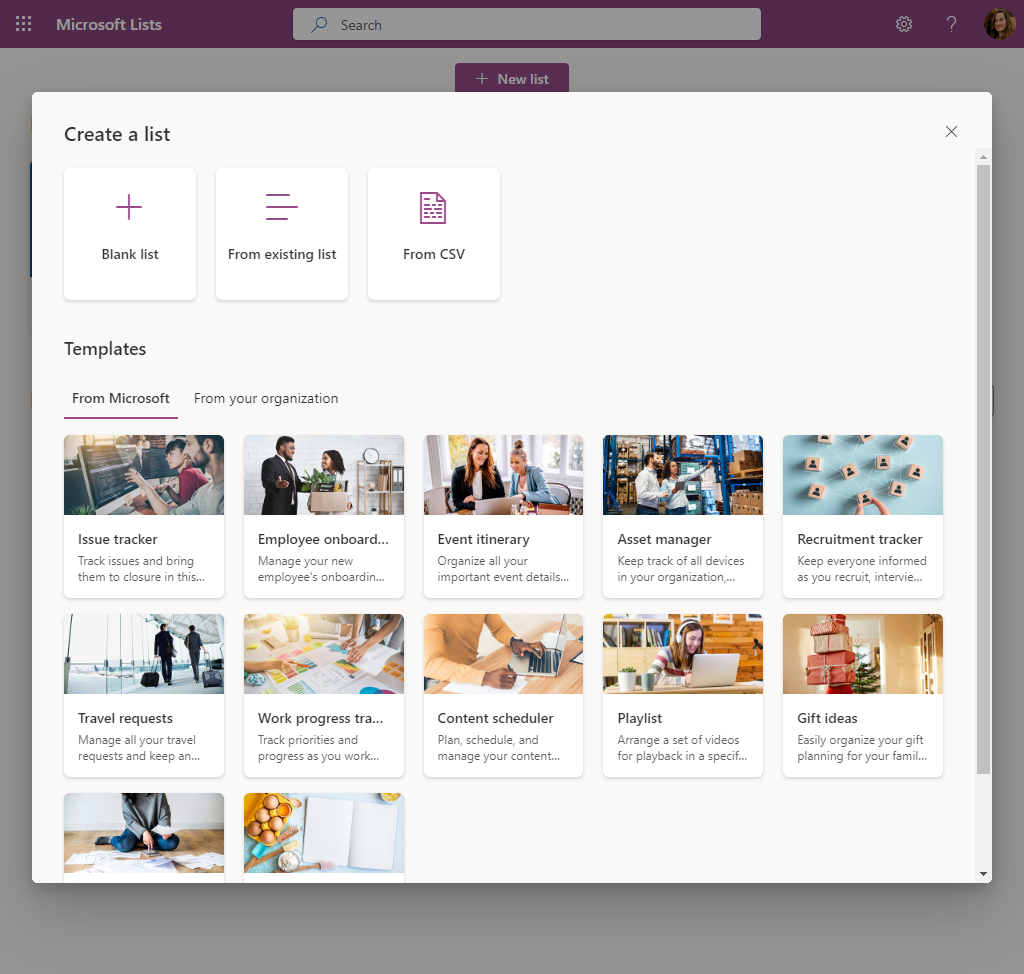 Microsoft Lists
Search
New list
Create a list
Blank list
From existing list
From CSV
Templates
From Microsoft
From your organization
Issue tracker
Track issues and bring
them to closure in this...
Employee onboard...
Manage your new
employee's onboardin...
Event itinerary
Organize all your
important event details...
Asset manager
Keep track of all devices
in your organization,...
Recruitment tracker
Keep everyone informed
as you recruit, intervie...
Travel requests
Manage all your travel
requests and keep an...
Work progress tra...
Track priorities and
progress as you work...
Content scheduler
Plan, schedule, and
manage your content...
Playlist
Arrange a set of videos
for playback in a specif...
Gift ideas
Easily organize your gift
planning for your famil...